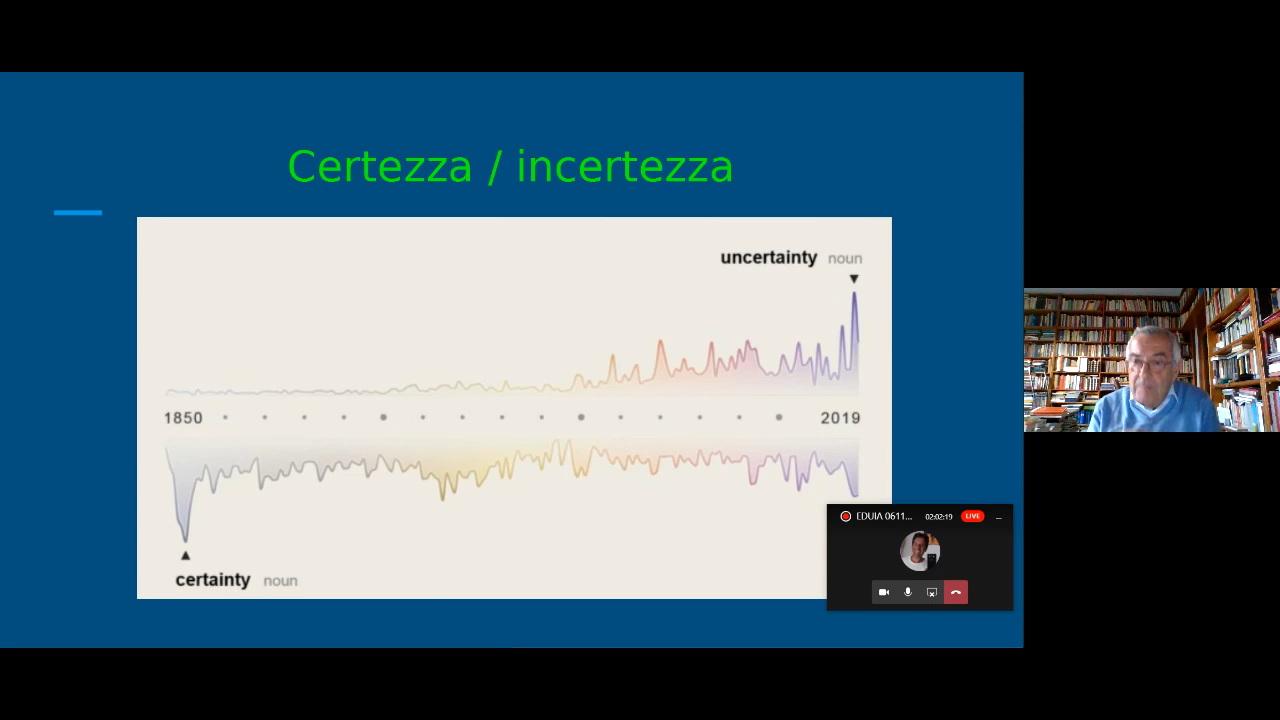 Certezza / incertezza
uncertainty noun
1850
2019
certainty noun
EDUIA 0611... 02:02:19 LIVE